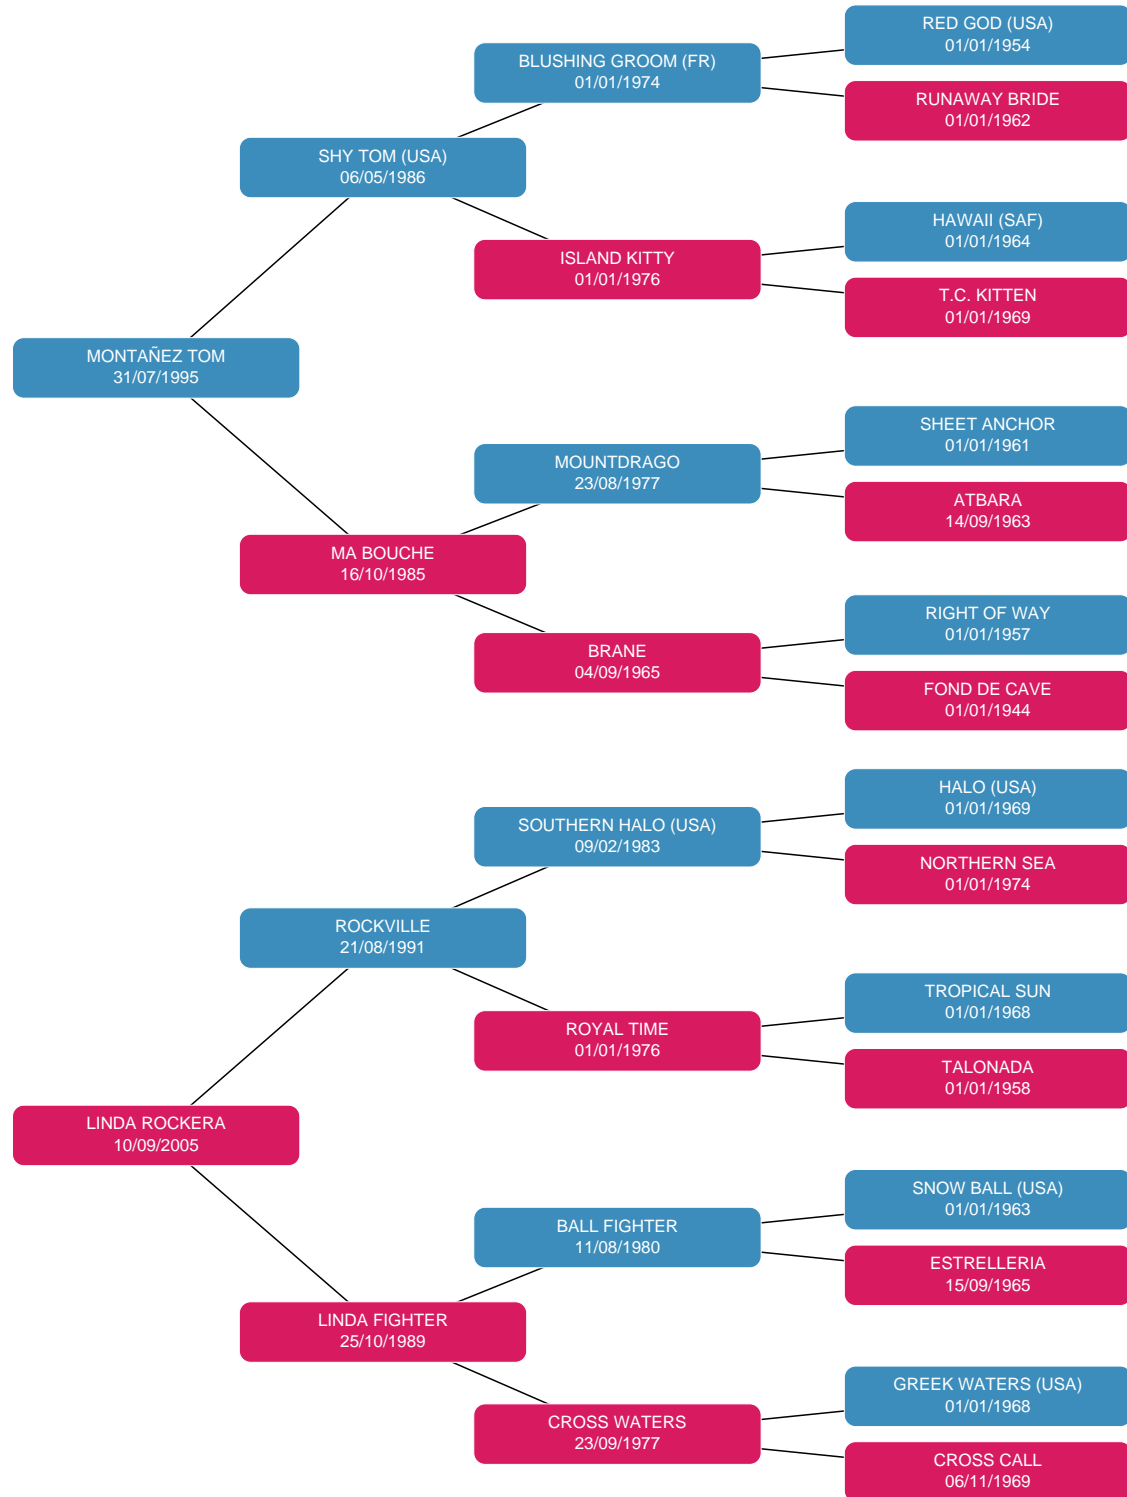 RED GOD (USA)
01/01/1954
BLUSHING GROOM (FR)
01/01/1974
RUNAWAY BRIDE
01/01/1962
SHY TOM (USA)
06/05/1986
HAWAII (SAF)
01/01/1964
ISLAND KITTY
01/01/1976
T.C. KITTEN
01/01/1969
MONTAÑEZ TOM
31/07/1995
SHEET ANCHOR
01/01/1961
MOUNTDRAGO
23/08/1977
ATBARA
14/09/1963
MA BOUCHE
16/10/1985
RIGHT OF WAY
01/01/1957
BRANE
04/09/1965
FOND DE CAVE
01/01/1944
HALO (USA)
01/01/1969
SOUTHERN HALO (USA)
09/02/1983
NORTHERN SEA
01/01/1974
ROCKVILLE
21/08/1991
TROPICAL SUN
01/01/1968
ROYAL TIME
01/01/1976
TALONADA
01/01/1958
LINDA ROCKERA
10/09/2005
SNOW BALL (USA)
01/01/1963
BALL FIGHTER
11/08/1980
ESTRELLERIA
15/09/1965
LINDA FIGHTER
25/10/1989
GREEK WATERS (USA)
01/01/1968
CROSS WATERS
23/09/1977
CROSS CALL
06/11/1969